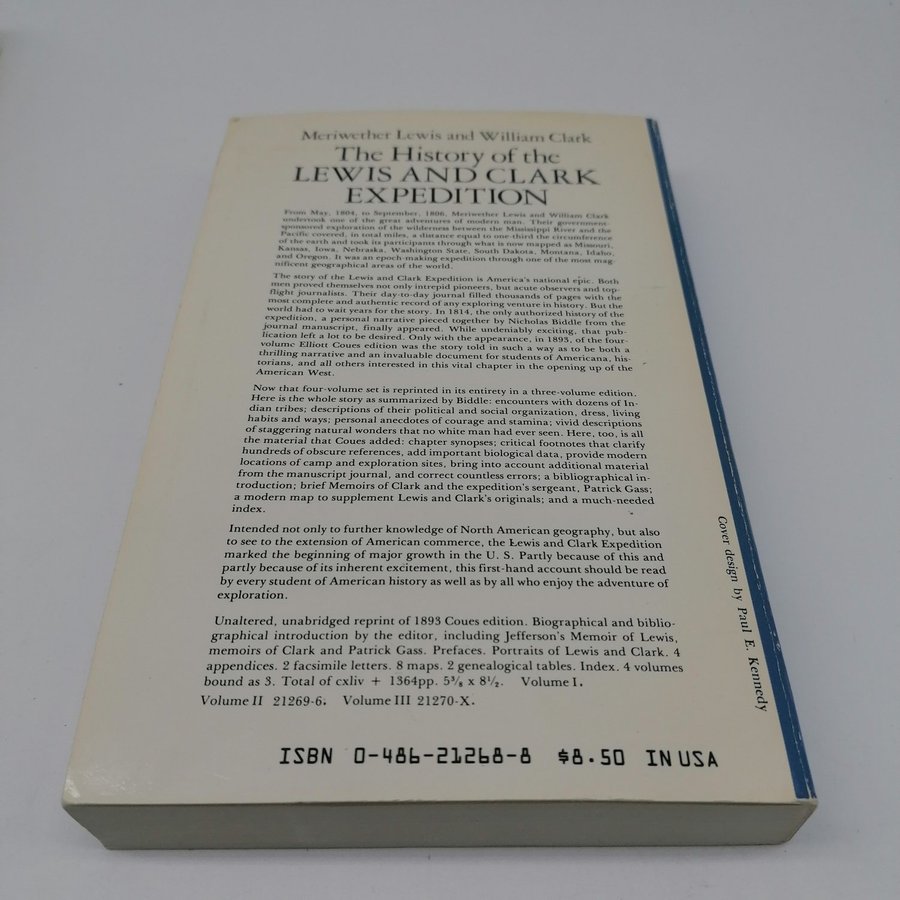 Meriwether Lewis and William Clark
The History of the
LEWIS AND CLARK
EXPEDITION
From May, 1804, to September, 1806, Meriwether Lewis and William Clark
undertook one of the great adventures of modern man. Their government-
sponsored exploration of the wilderness between the Mississippi River and the
Pacific covered, in total miles, a distance equal to one-third the circumference
of the earth and took its participants through what is now mapped as Missouri,
Kansas, Iowa, Nebraska, Washington State, South Dakota, Montana, Idaho,
and Oregon. It was an epoch-making expedition through one of the most mag-
nificent geographical areas of the world.
The story of the Lewis and Clark Expedition is America's national epic. Both
men proved themselves not only intrepid pioneers, but acute observers and top-
flight journalists. Their day-to-day journal filled thousands of pages with the
most complete and authentic record of any exploring venture in history. But the
world had to wait years for the story. In 1814, the only authorized history of the
expedition, a personal narrative pieced together by Nicholas Biddle from the
journal manuscript, finally appeared. While undeniably exciting, that pub-
lication left a lot to be desired. Only with the appearance, in 1893, of the four-
volume Elliott Coues edition was the story told in such a way as to be both a
thrilling narrative and an invaluable document for students of Americana, his-
torians, and all others interested in this vital chapter in the opening up of the
American West.
Now that four-volume set is reprinted in its entirety in a three-volume edition.
Here is the whole story as summarized by Biddle: encounters with dozens of In-
dian tribes; descriptions of their political and social organization, dress, living
habits and ways; personal anecdotes of courage and stamina; vivid descriptions
of staggering natural wonders that no white man had ever seen. Here, too, is all
the material that Coues added: chapter synopses; critical footnotes that clarify
hundreds of obscure references, add important biological data, provide modern
locations of camp and exploration sites, bring into account additional material
from the manuscript journal, and correct countless errors; a bibliographical in-
troduction; brief Memoirs of Clark and the expedition's sergeant, Patrick Gass;
a modern map to supplement Lewis and Clark's originals; and a much-needed
index.
Intended not only to further knowledge of North American geography, but also
to see to the extension of American commerce, the Lewis and Clark Expedition
marked the beginning of major growth in the U. S. Partly because of this and
partly because of its inherent excitement, this first-hand account should be read
by every student of American history as well as by all who enjoy the adventure of
exploration.
Unaltered, unabridged reprint of 1893 Coues edition. Biographical and biblio-
graphical introduction by the editor, including Jefferson's Memoir of Lewis,
memoirs of Clark and Patrick Gass. Prefaces. Portraits of Lewis and Clark. 4
appendices. 2 facsimile letters. 8 maps. 2 genealogical tables. Index. 4 volumes
bound as 3. Total of cxliv + 1364pp. 5⅜ x 8½. Volume I.
Volume II 21269-6. Volume III 21270-X.
ISBN 0-486-21268-8 $8.50 IN USA
Cover design by Paul E. Kennedy